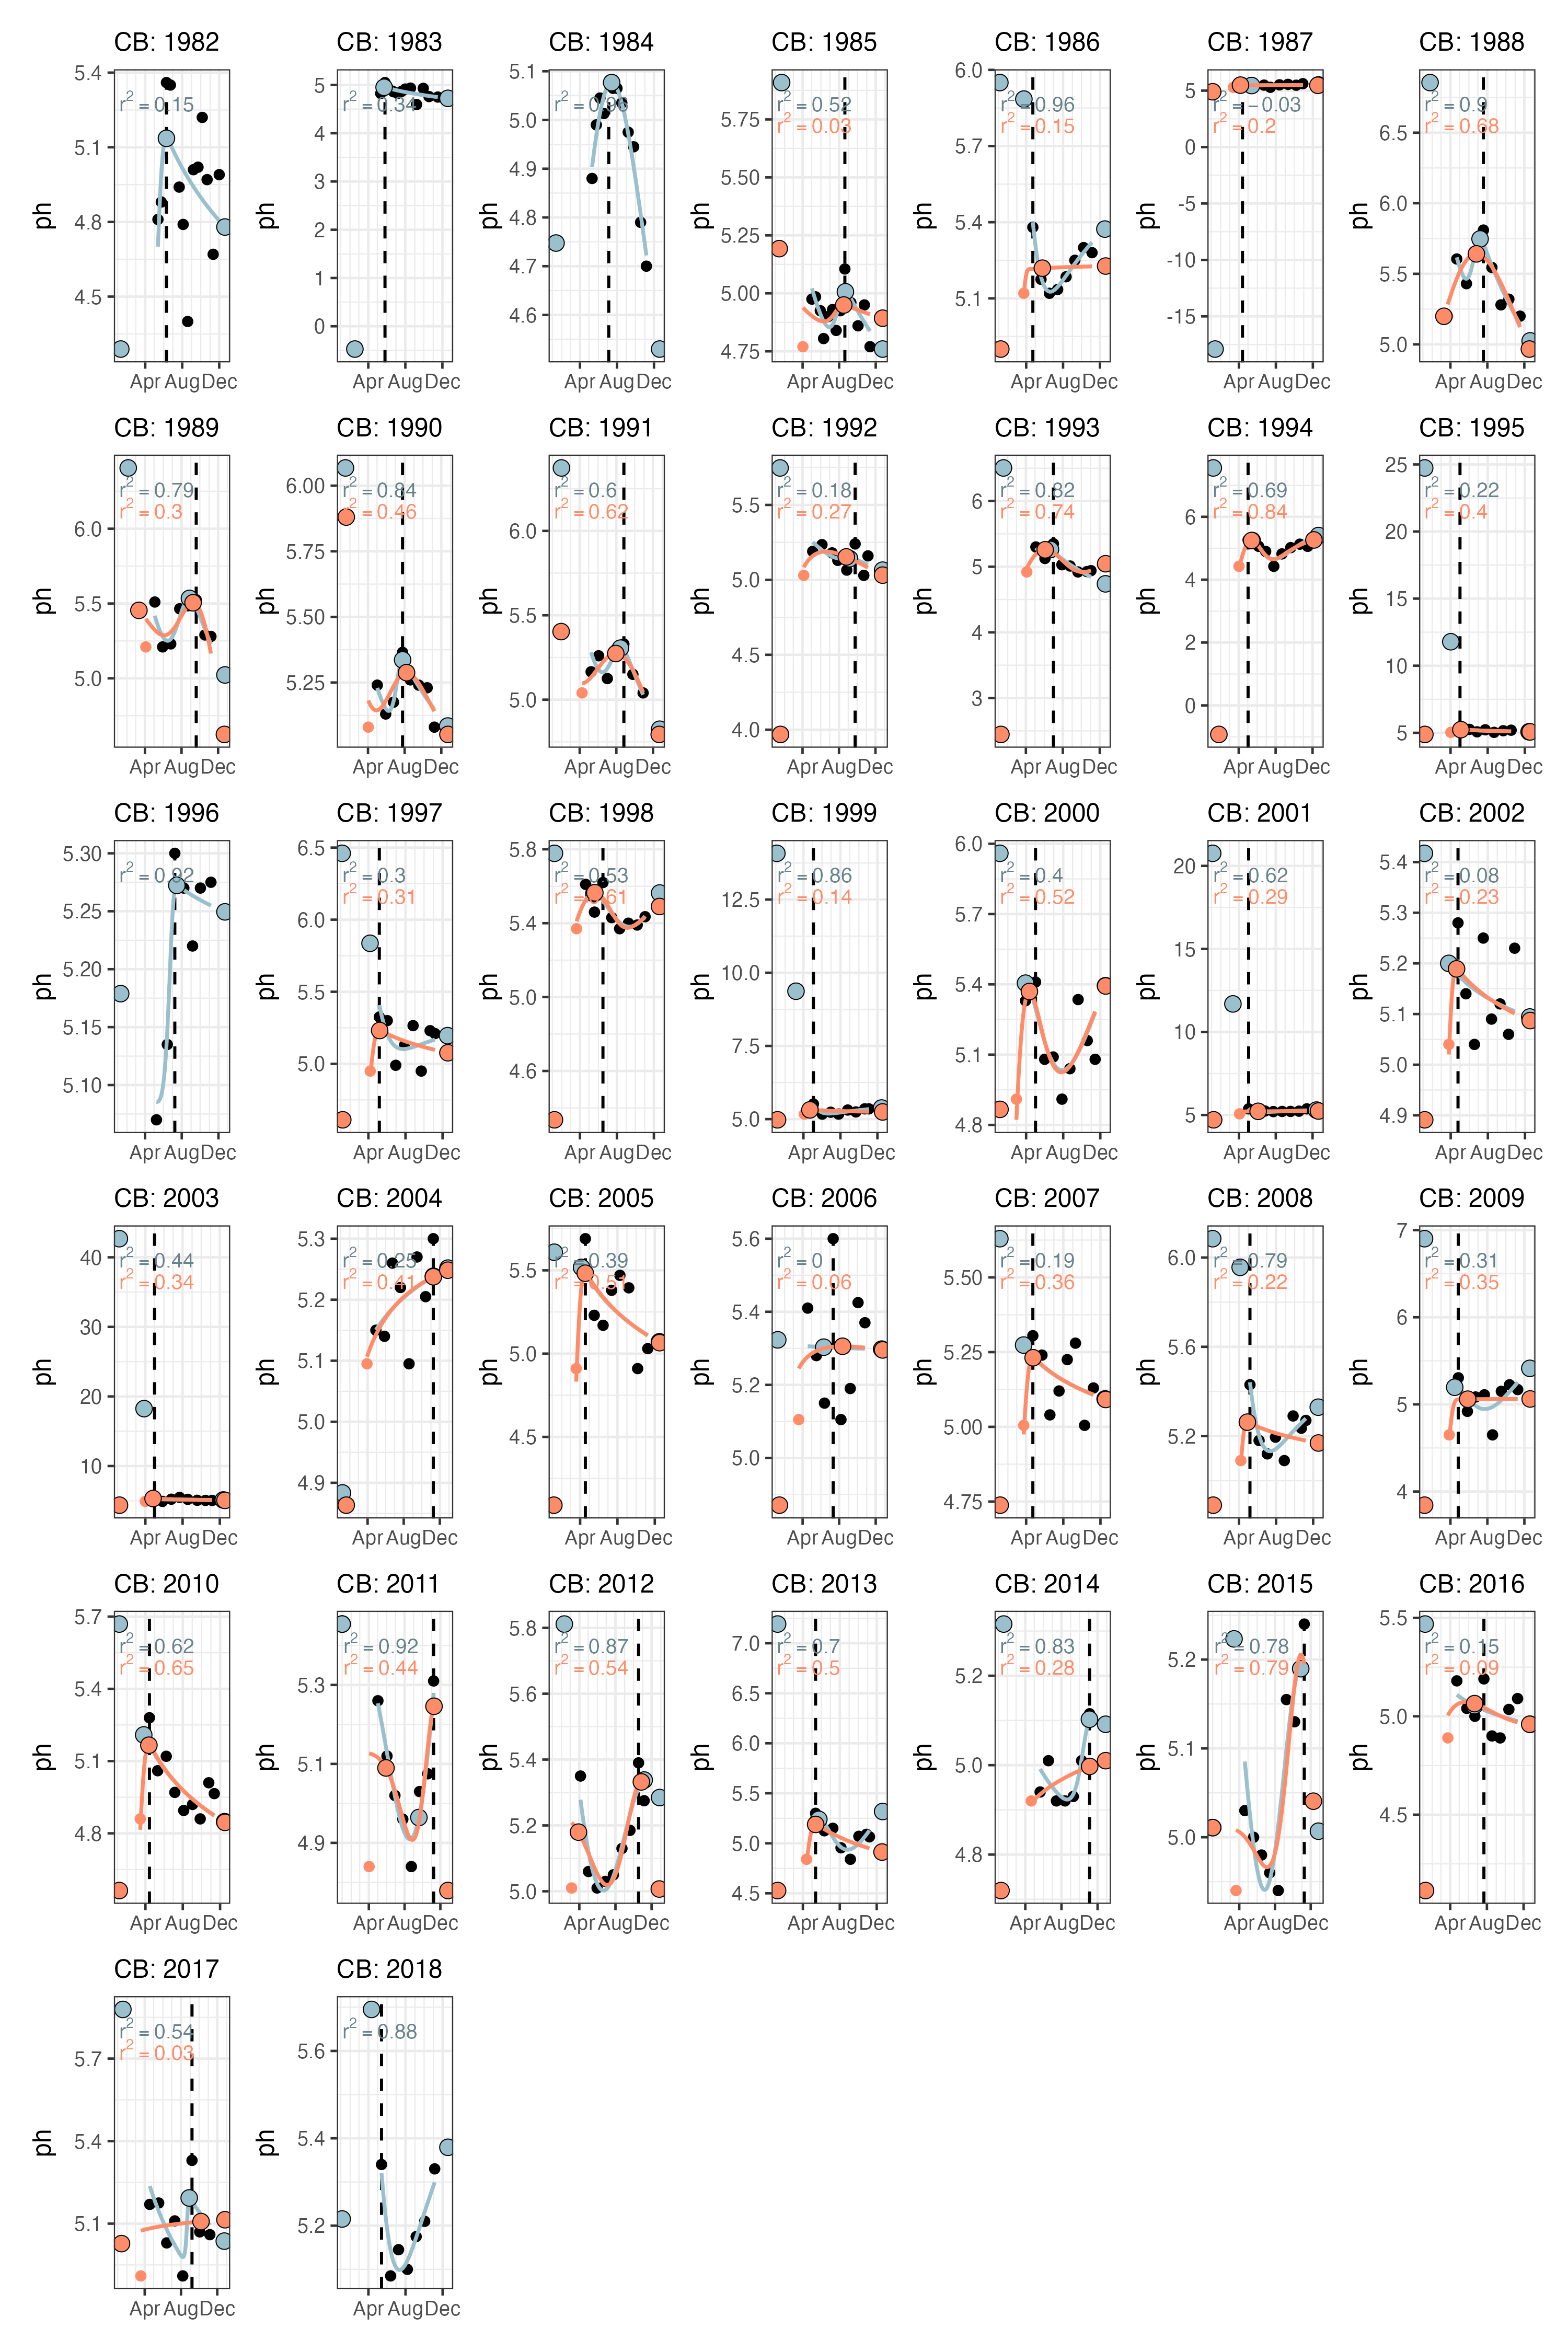 CB: 1982
5.4
5.1
4.8
4.5
ph
r² = 0.15
Apr Aug Dec
CB: 1983
5
4
3
2
1
0
ph
r² = 0.34
Apr Aug Dec
CB: 1984
5.1
5.0
4.9
4.8
4.7
4.6
ph
r² =
Apr Aug Dec
CB: 1985
5.75
5.50
5.25
5.00
4.75
ph
r² = 0.52
r² = 0.03
Apr Aug Dec
CB: 1986
6.0
5.7
5.4
5.1
ph
r² = 0.96
r² = 0.15
Apr Aug Dec
CB: 1987
5
0
-5
-10
-15
ph
r² = −0.03
r² = 0.2
Apr Aug Dec
CB: 1988
6.5
6.0
5.5
5.0
ph
r² = 0.9
r² = 0.68
Apr Aug Dec
CB: 1989
6.0
5.5
5.0
ph
r² = 0.79
r² = 0.3
Apr Aug Dec
CB: 1990
6.00
5.75
5.50
5.25
ph
r² = 0.84
r² = 0.46
Apr Aug Dec
CB: 1991
6.0
5.5
5.0
ph
r² = 0.6
r² = 0.62
Apr Aug Dec
CB: 1992
5.5
5.0
4.5
4.0
ph
r² = 0.18
r² = 0.27
Apr Aug Dec
CB: 1993
6
5
4
3
ph
r² = 0.82
r² = 0.74
Apr Aug Dec
CB: 1994
6
4
2
0
ph
r² = 0.69
r² = 0.84
Apr Aug Dec
CB: 1995
25
20
15
10
5
ph
r² = 0.22
r² = 0.4
Apr Aug Dec
CB: 1996
5.30
5.25
5.20
5.15
5.10
ph
r² =
Apr Aug Dec
CB: 1997
6.5
6.0
5.5
5.0
ph
r² = 0.3
r² = 0.31
Apr Aug Dec
CB: 1998
5.8
5.4
5.0
4.6
ph
r² = 0.53
r² = 0.61
Apr Aug Dec
CB: 1999
12.5
10.0
7.5
5.0
ph
r² = 0.86
r² = 0.14
Apr Aug Dec
CB: 2000
6.0
5.7
5.4
5.1
4.8
ph
r² = 0.4
r² = 0.52
Apr Aug Dec
CB: 2001
20
15
10
5
ph
r² = 0.62
r² = 0.29
Apr Aug Dec
CB: 2002
5.4
5.3
5.2
5.1
5.0
4.9
ph
r² = 0.08
r² = 0.23
Apr Aug Dec
CB: 2003
40
30
20
10
ph
r² = 0.44
r² = 0.34
Apr Aug Dec
CB: 2004
5.3
5.2
5.1
5.0
4.9
ph
r² = 0.25
r² = 0.41
Apr Aug Dec
CB: 2005
5.5
5.0
4.5
ph
r² = 0.39
r² = 0.51
Apr Aug Dec
CB: 2006
5.6
5.4
5.2
5.0
ph
r² = 0
r² = 0.06
Apr Aug Dec
CB: 2007
5.50
5.25
5.00
4.75
ph
r² = 0.19
r² = 0.36
Apr Aug Dec
CB: 2008
6.0
5.6
5.2
ph
r² = 0.79
r² = 0.22
Apr Aug Dec
CB: 2009
7
6
5
4
ph
r² = 0.31
r² = 0.35
Apr Aug Dec
CB: 2010
5.7
5.4
5.1
4.8
ph
r² = 0.62
r² = 0.65
Apr Aug Dec
CB: 2011
5.3
5.1
4.9
ph
r² = 0.92
r² = 0.44
Apr Aug Dec
CB: 2012
5.8
5.6
5.4
5.2
5.0
ph
r² = 0.87
r² = 0.54
Apr Aug Dec
CB: 2013
7.0
6.5
6.0
5.5
5.0
4.5
ph
r² = 0.7
r² = 0.5
Apr Aug Dec
CB: 2014
5.2
5.0
4.8
ph
r² = 0.83
r² = 0.28
Apr Aug Dec
CB: 2015
5.2
5.1
5.0
ph
r² = 0.78
r² = 0.79
Apr Aug Dec
CB: 2016
5.5
5.0
4.5
ph
r² = 0.15
r² = 0.09
Apr Aug Dec
CB: 2017
5.7
5.4
5.1
ph
r² = 0.54
r² = 0.03
Apr Aug Dec
CB: 2018
5.6
5.4
5.2
ph
r² = 0.88
Apr Aug Dec